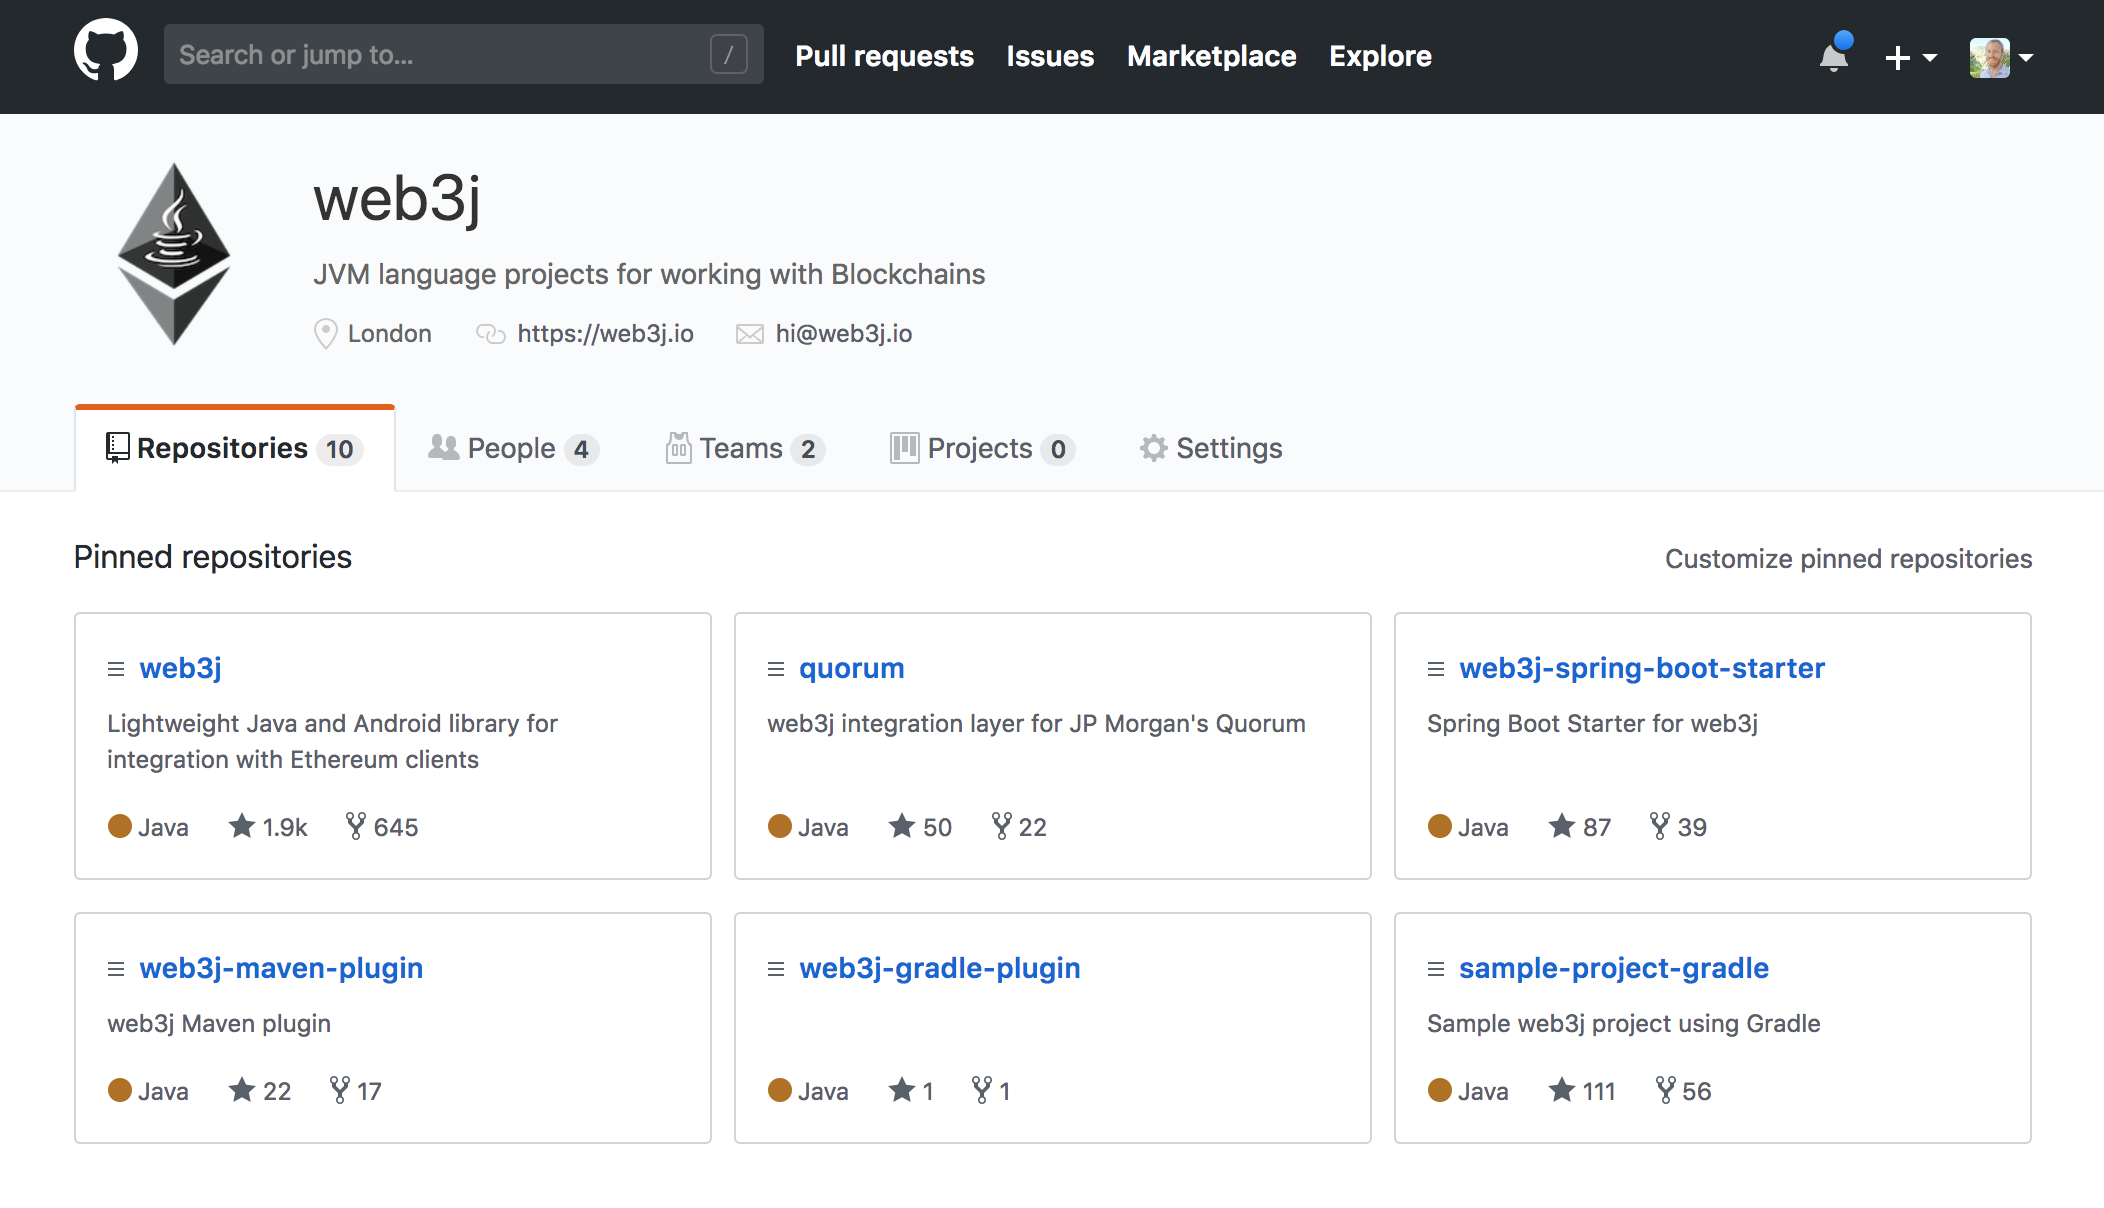 Search or jump to... /
Pull requests Issues Marketplace Explore
web3j
JVM language projects for working with Blockchains
London https://web3j.io hi@web3j.io
Repositories 10 People 4 Teams 2 Projects 0 Settings
Pinned repositories Customize pinned repositories
web3j
Lightweight Java and Android library for
integration with Ethereum clients
Java 1.9k 645
quorum
web3j integration layer for JP Morgan's Quorum
Java 50 22
web3j-spring-boot-starter
Spring Boot Starter for web3j
Java 87 39
web3j-maven-plugin
web3j Maven plugin
Java 22 17
web3j-gradle-plugin
Java 1 1
sample-project-gradle
Sample web3j project using Gradle
Java 111 56